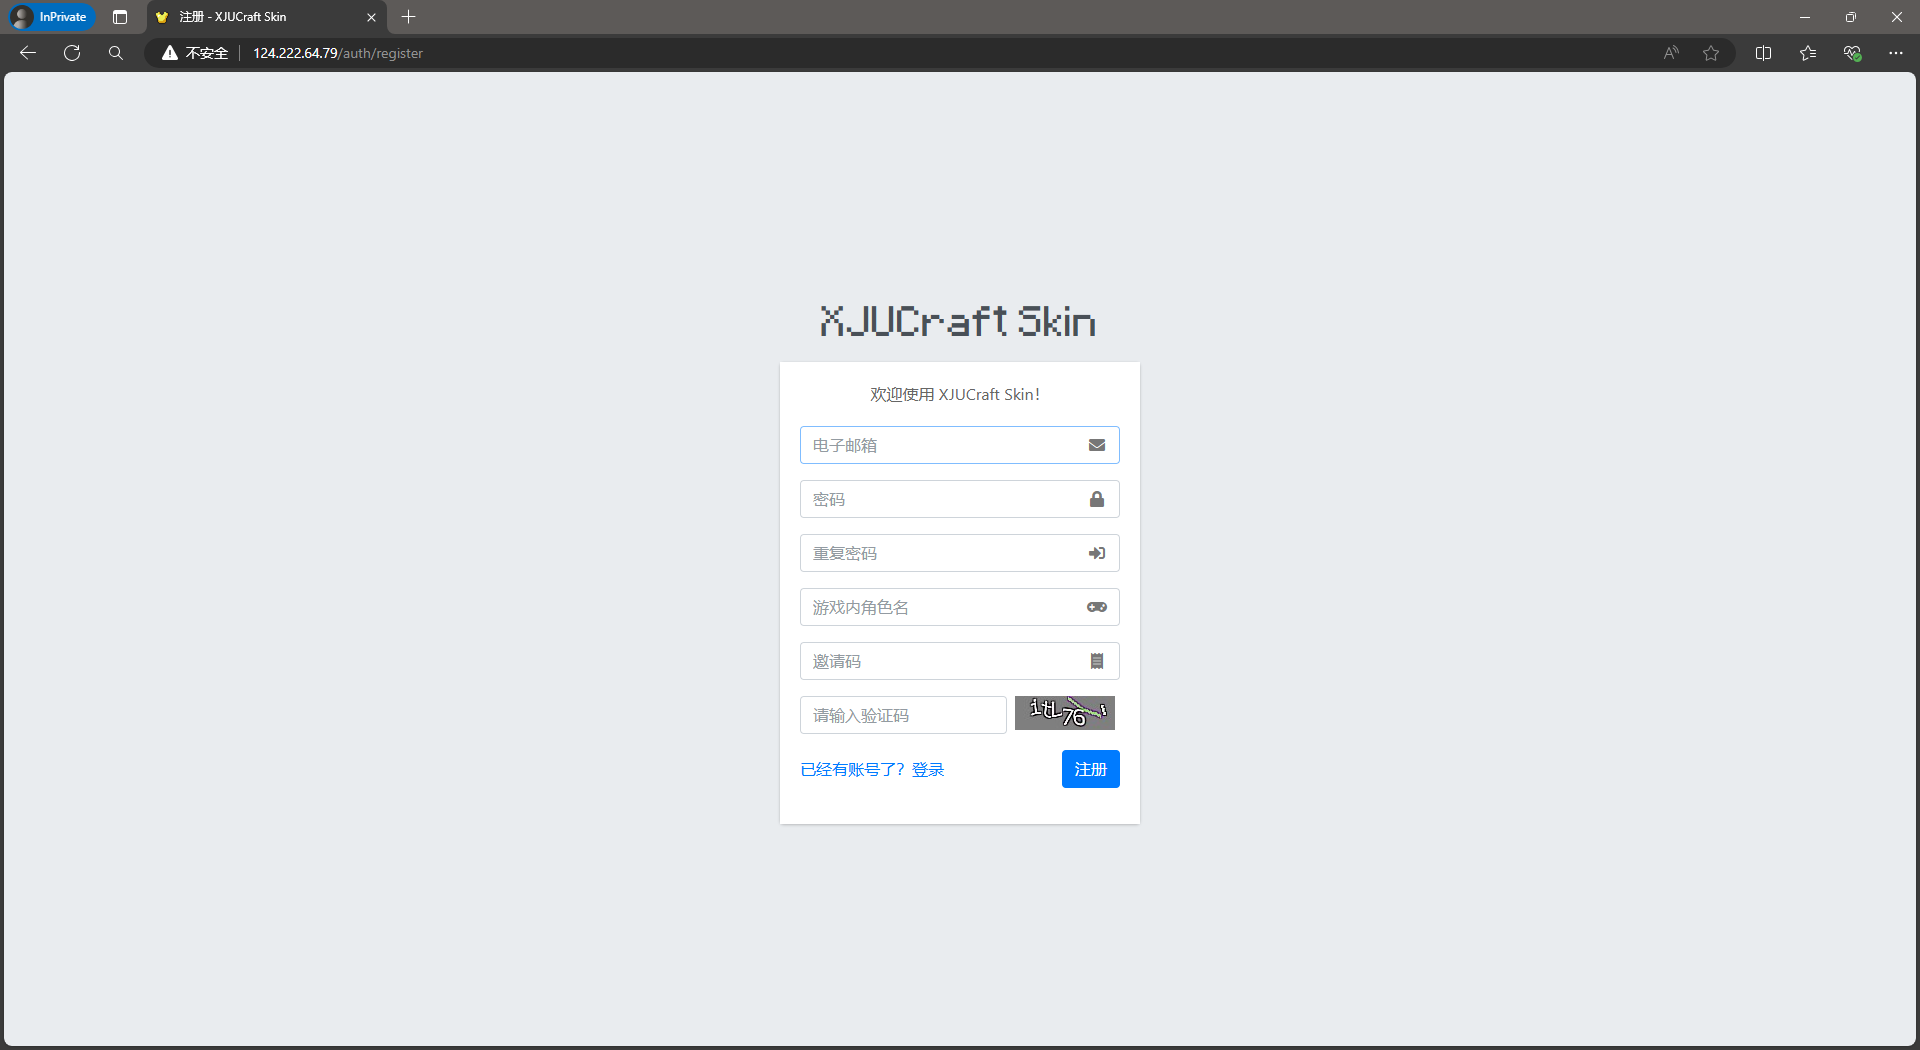 InPrivate
注册 - XJUCraft Skin
不安全
124.222.64.79/auth/register
XJUCraft Skin
欢迎使用 XJUCraft Skin！
电子邮箱
密码
重复密码
游戏内角色名
邀请码
请输入验证码
已经有账号了？登录
注册